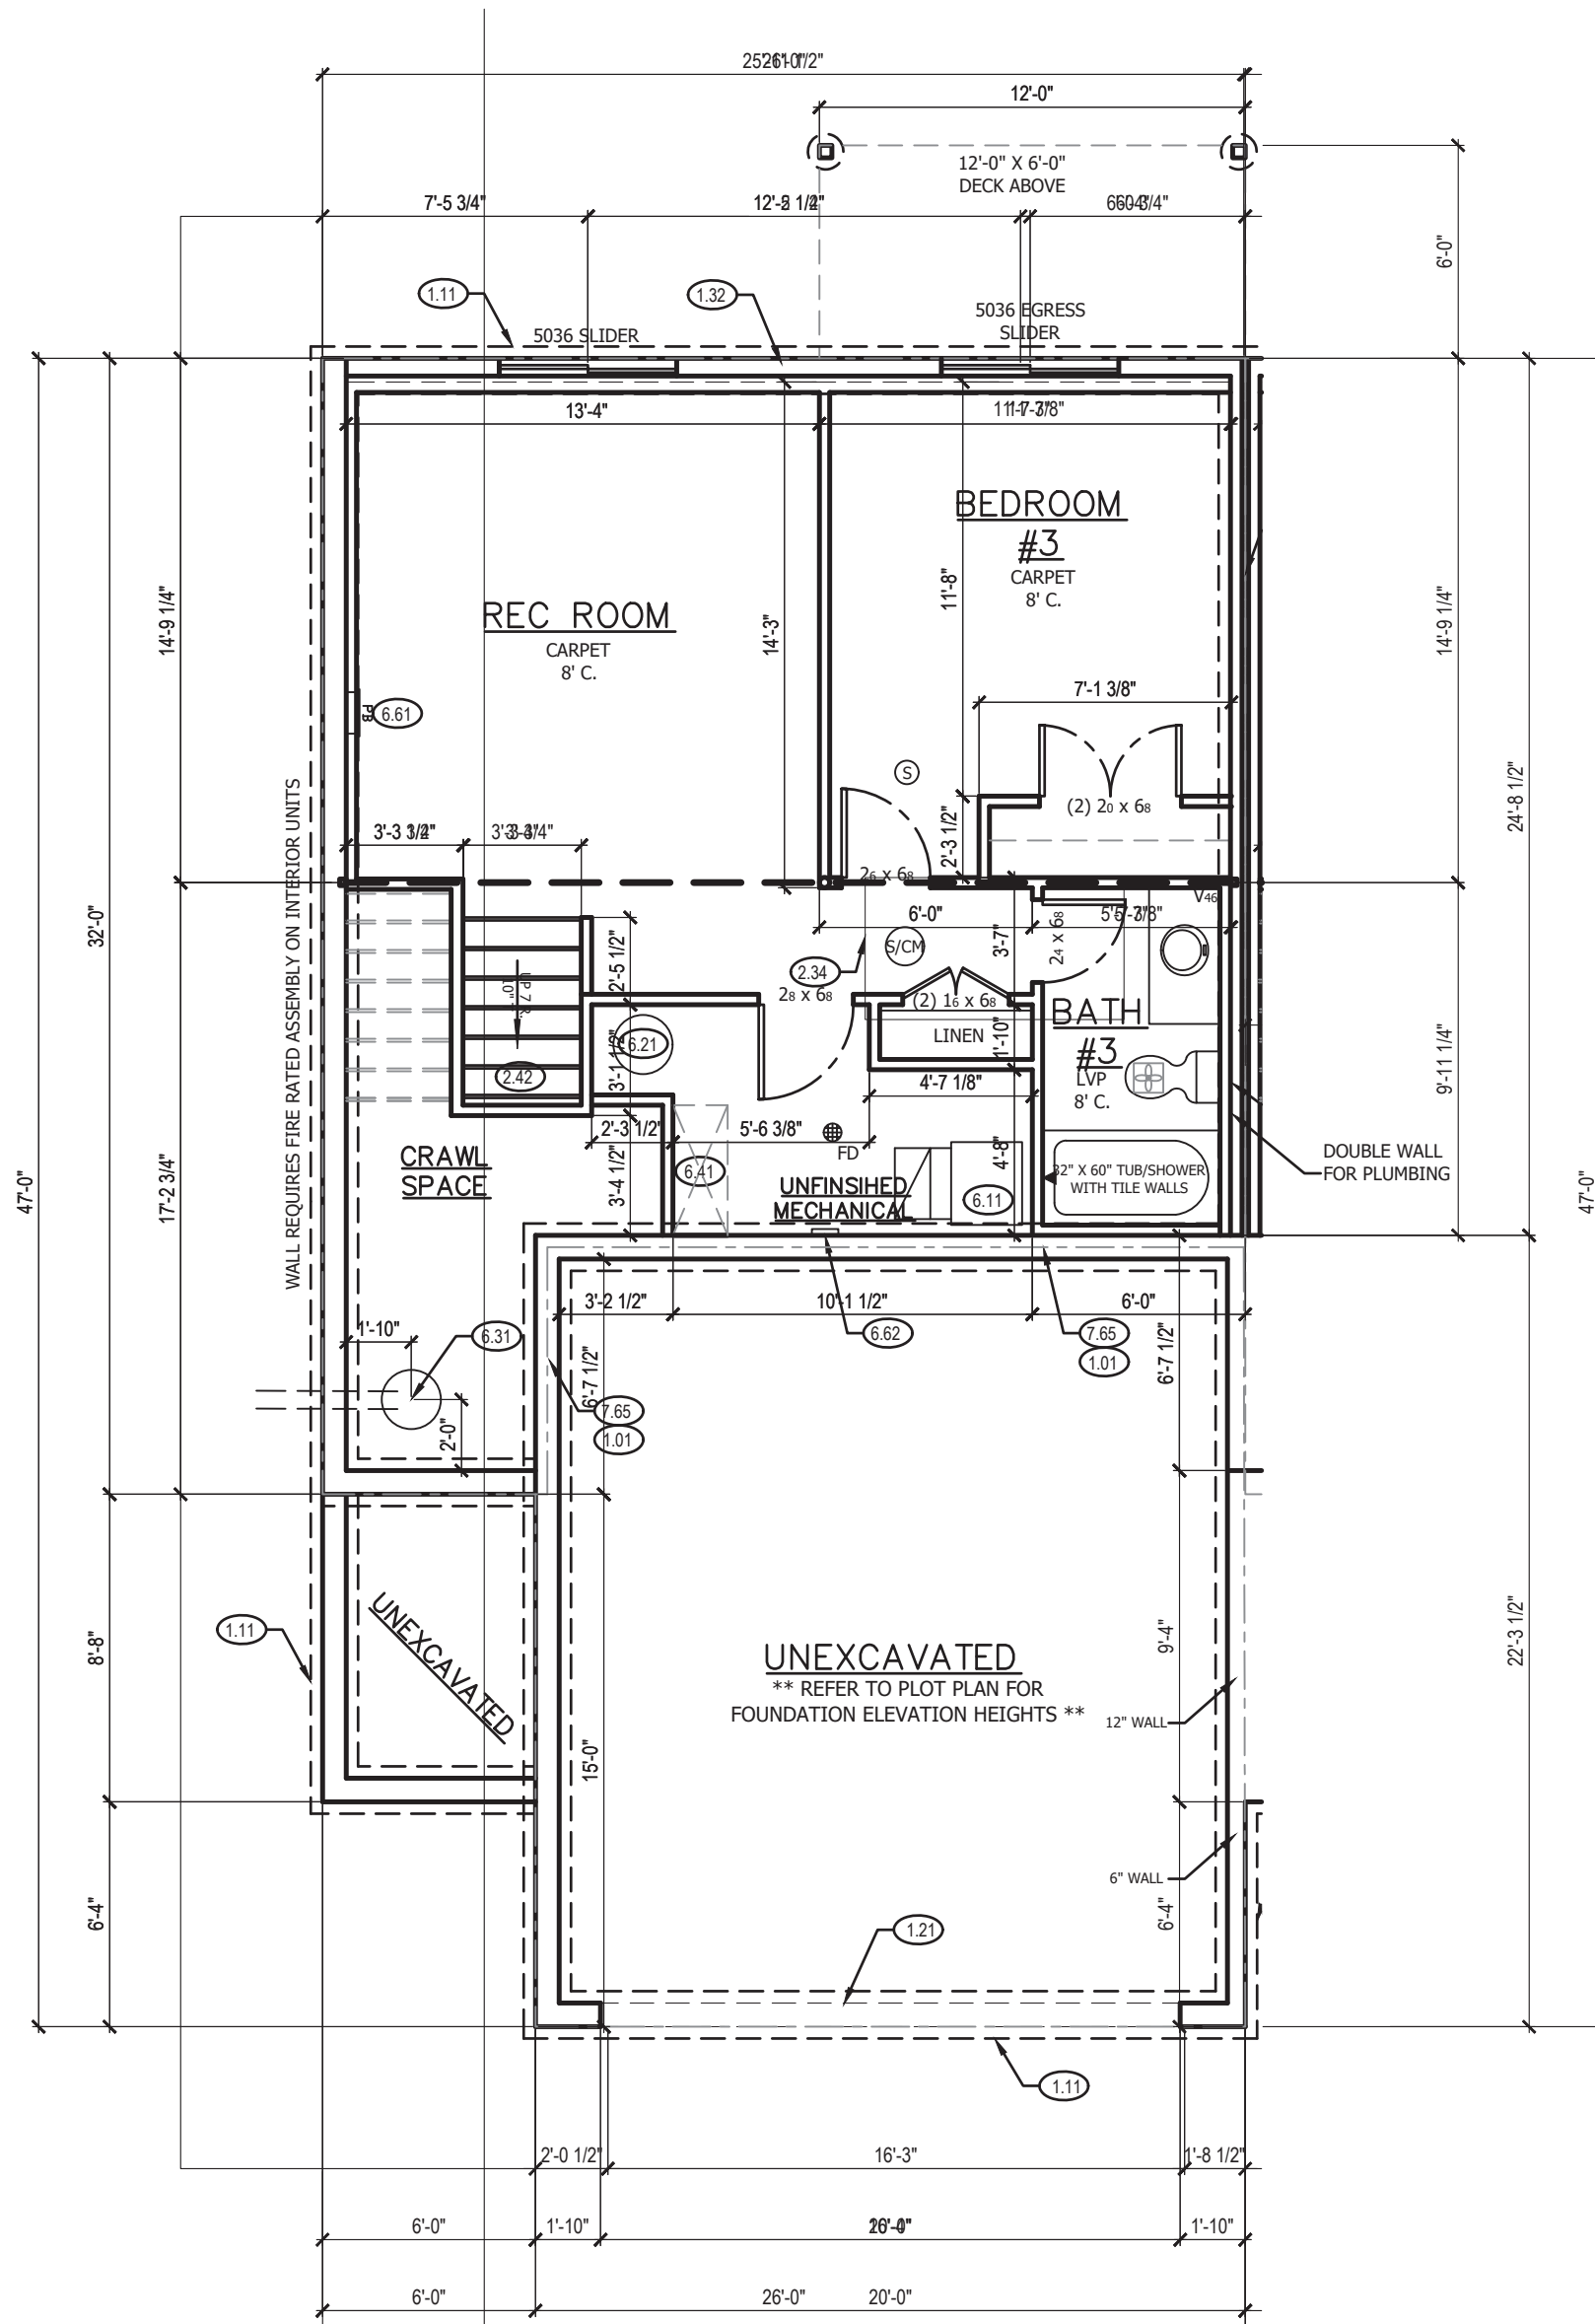 12'-0"
12'-0" X 6'-0"
DECK ABOVE
7'-5 3/4"
6'-0"
1.11
1.32
5036 SLIDER
5036 EGRESS
SLIDER
13'-4"
BEDROOM
#3
CARPET
8' C.
11'-8"
14'-9 1/4"
REC ROOM
CARPET
8' C.
14'-3"
14'-9 1/4"
7'-1 3/8"
PB
6.61
S
(2) 20 x 68
24'-8 1/2"
WALL REQUIRES FIRE RATED ASSEMBLY ON INTERIOR UNITS
2'-3 1/2"
26 x 68
V46
32'-0"
6'-0"
3'-7"
24 x 68
S/CM
2.34
2'-5 1/2"
28 x 68
(2) 16 x 68
LINEN
1'-10"
BATH
#3
LVP
8' C.
UP 7 R.
10"
2.42
6.21
3'-1 1/2"
4'-7 1/8"
9'-11 1/4"
2'-3 1/2"
5'-6 3/8"
FD
4'-8"
DOUBLE WALL
FOR PLUMBING
CRAWL
SPACE
3'-4 1/2"
6.41
UNFINSIHED
MECHANICAL
6.11
32" X 60" TUB/SHOWER
WITH TILE WALLS
47'-0"
17'-2 3/4"
47'-0"
3'-2 1/2"
10'-1 1/2"
6'-0"
1'-10"
6.31
6.62
7.65
1.01
6'-7 1/2"
6'-7 1/2"
7.65
1.01
2'-0"
8'-8"
1.11
UNEXCAVATED
UNEXCAVATED
** REFER TO PLOT PLAN FOR
FOUNDATION ELEVATION HEIGHTS **
9'-4"
22'-3 1/2"
12" WALL
15'-0"
6" WALL
6'-4"
6'-4"
1.21
1.11
2'-0 1/2"
16'-3"
1'-8 1/2"
6'-0"
1'-10"
1'-10"
6'-0"
26'-0"
20'-0"